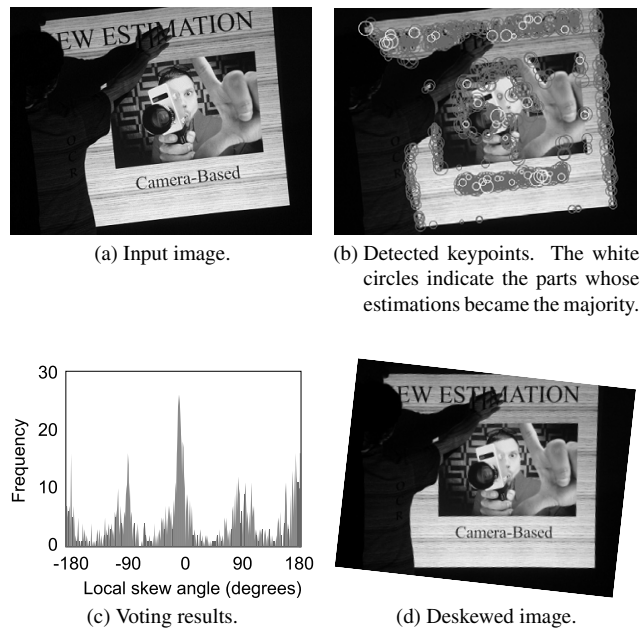 EW ESTIMATION
Camera-Based
(a) Input image.
(b) Detected keypoints. The white
circles indicate the parts whose
estimations became the majority.
30
20
10
0
Frequency
-180 -90 0 90 180
Local skew angle (degrees)
(c) Voting results.
EW ESTIMATION
Camera-Based
(d) Deskewed image.